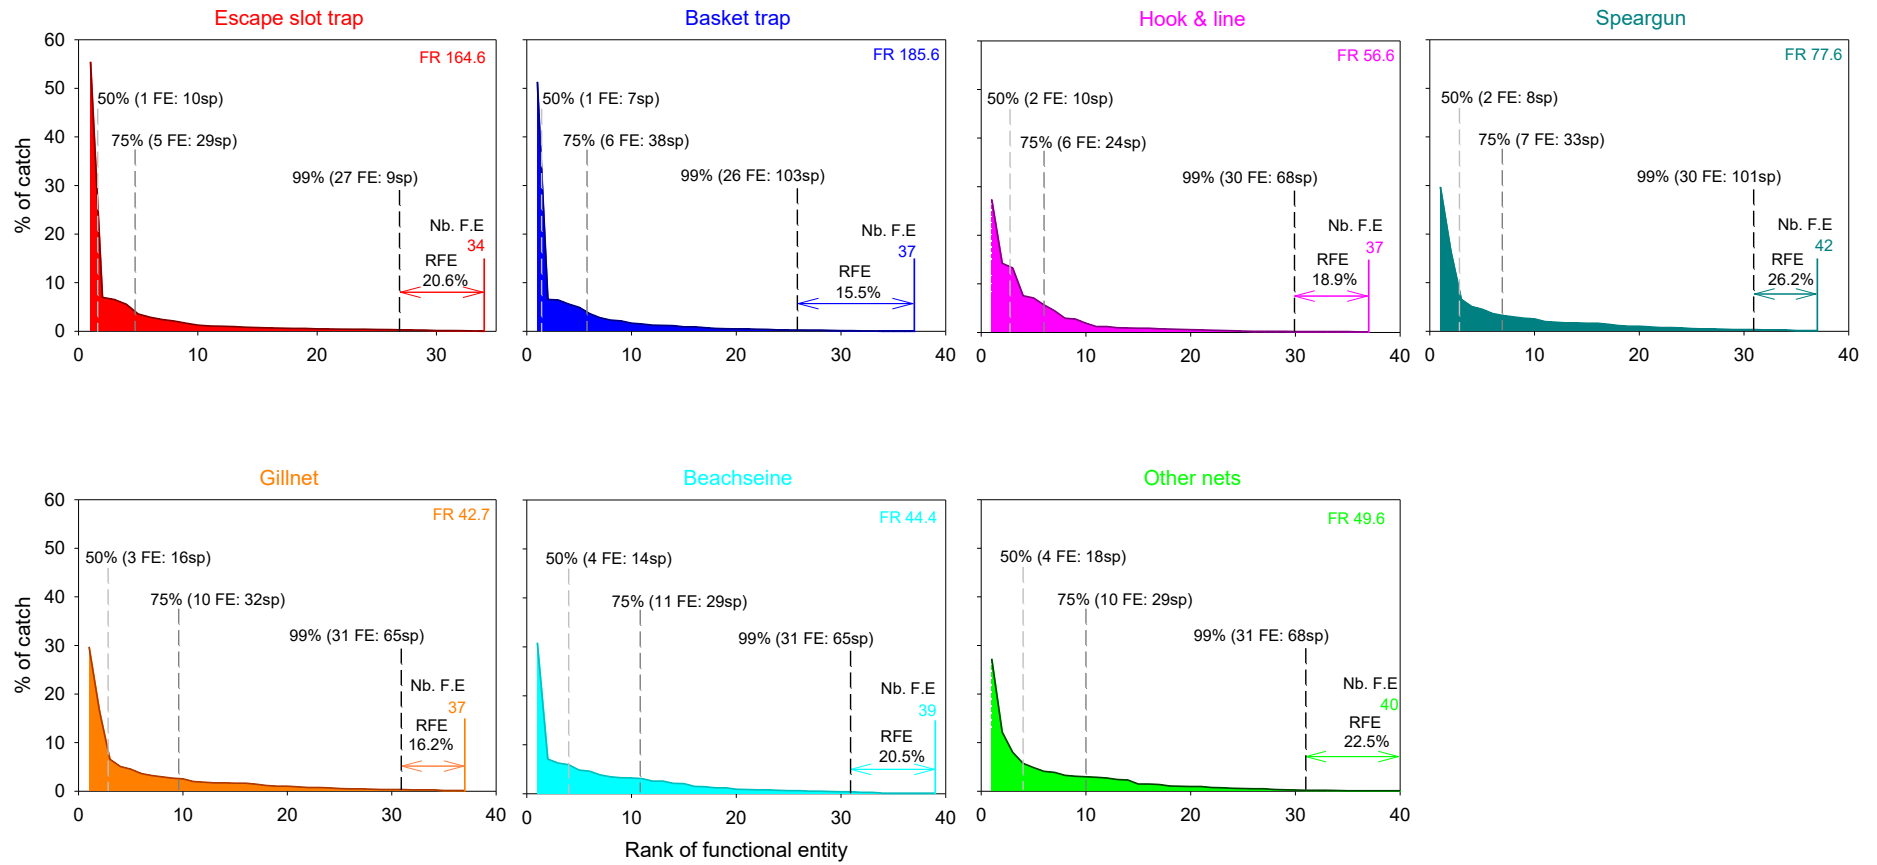 Escape slot trap
% of catch
60
50
40
30
20
10
0
FR 164.6
50% (1 FE: 10sp)
75% (5 FE: 29sp)
99% (27 FE: 9sp)
Nb. F.E
34
RFE
20.6%
0 10 20 30
Basket trap
FR 185.6
50% (1 FE: 7sp)
75% (6 FE: 38sp)
99% (26 FE: 103sp)
Nb. F.E
37
RFE
15.5%
0 10 20 30 40
Hook & line
FR 56.6
50% (2 FE: 10sp)
75% (6 FE: 24sp)
99% (30 FE: 68sp)
Nb. F.E
37
RFE
18.9%
0 10 20 30 40
Speargun
FR 77.6
50% (2 FE: 8sp)
75% (7 FE: 33sp)
99% (30 FE: 101sp)
Nb. F.E
42
RFE
26.2%
0 10 20 30 40
Gillnet
% of catch
60
50
40
30
20
10
0
FR 42.7
50% (3 FE: 16sp)
75% (10 FE: 32sp)
99% (31 FE: 65sp)
Nb. F.E
37
RFE
16.2%
0 10 20 30 40
Beachseine
FR 44.4
50% (4 FE: 14sp)
75% (11 FE: 29sp)
99% (31 FE: 65sp)
Nb. F.E
39
RFE
20.5%
0 10 20 30 40
Rank of functional entity
Other nets
FR 49.6
50% (4 FE: 18sp)
75% (10 FE: 29sp)
99% (31 FE: 68sp)
Nb. F.E
40
RFE
22.5%
0 10 20 30 40